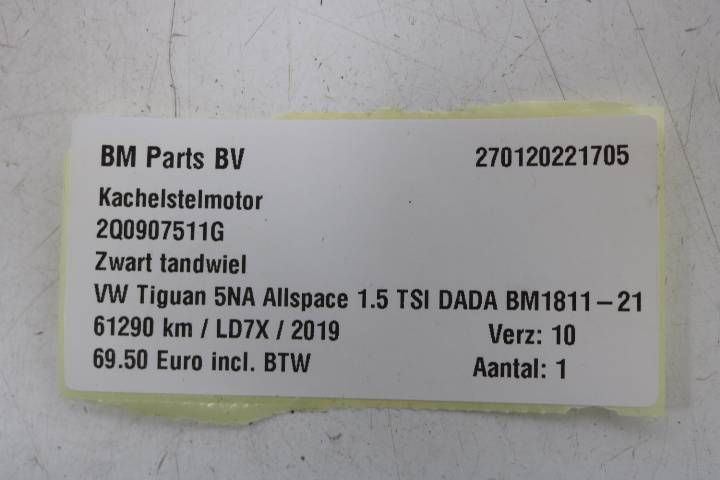 BM Parts BV 270120221705
Kachelstelmotor
2Q0907511G
Zwart tandwiel
VW Tiguan 5NA Allspace 1.5 TSI DADA BM1811-21
61290 km / LD7X / 2019 Verz: 10
69.50 Euro incl. BTW Aantal: 1